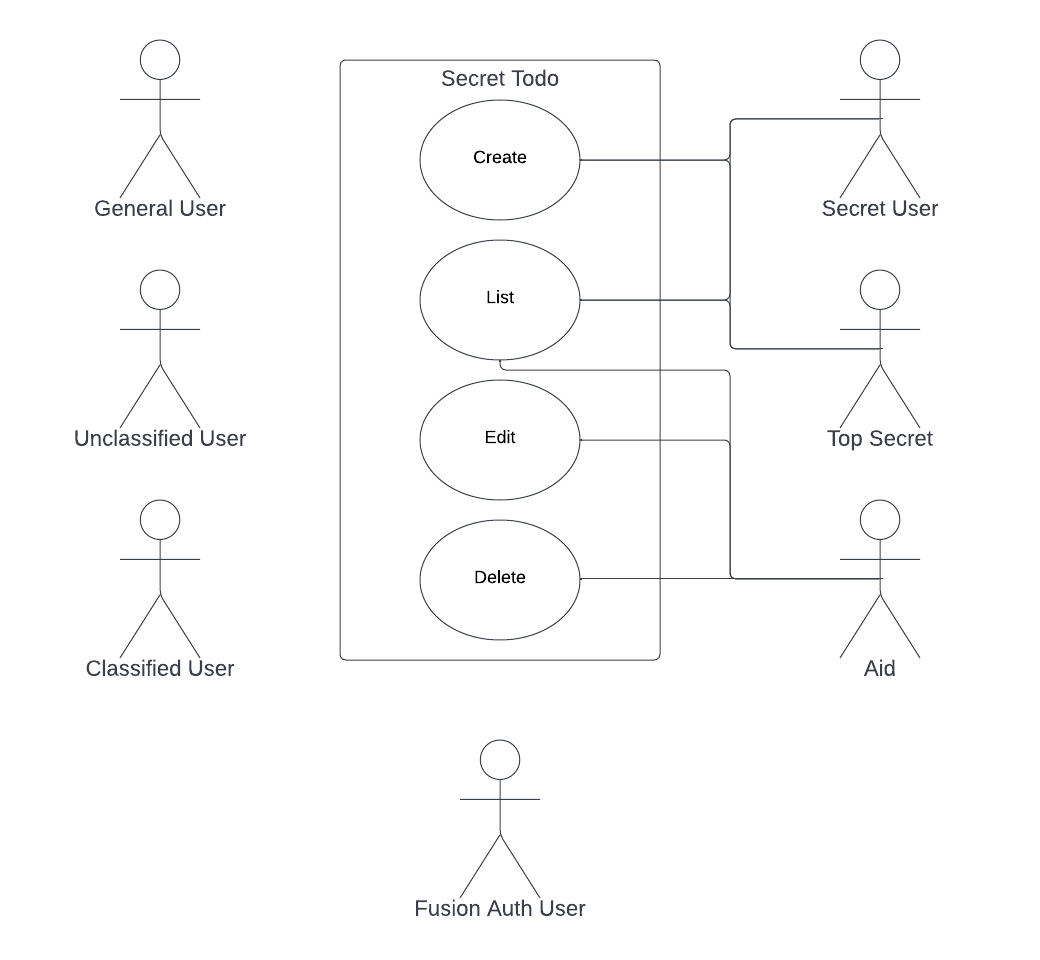 Secret Todo
Create
General User
Secret User
List
Unclassified User
Edit
Top Secret
Delete
Classified User
Aid
Fusion Auth User